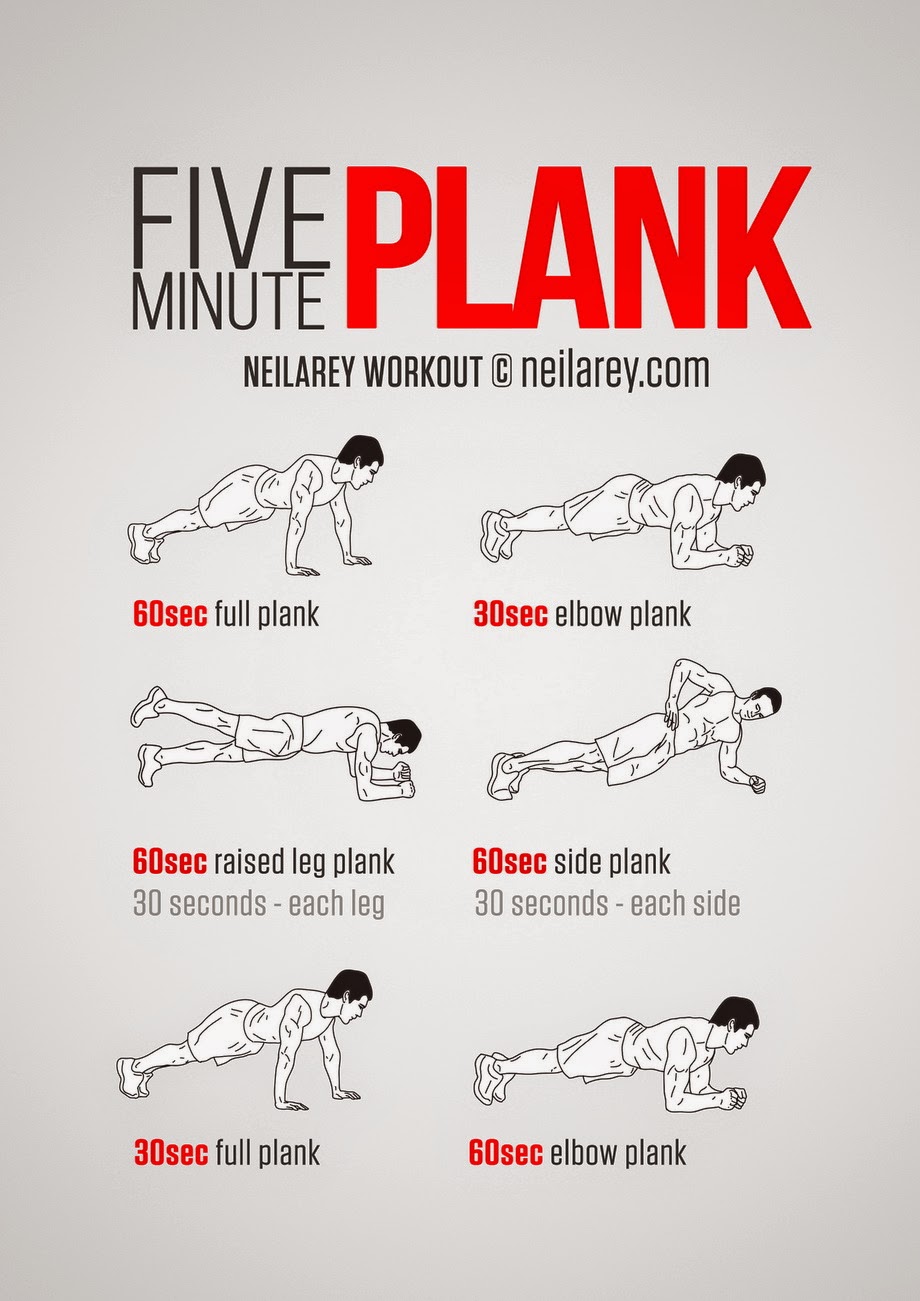 FIVE
MINUTE
PLANK
NEILAREY WORKOUT © neilarey.com
60sec full plank
30sec elbow plank
60sec raised leg plank
30 seconds - each leg
60sec side plank
30 seconds - each side
30sec full plank
60sec elbow plank